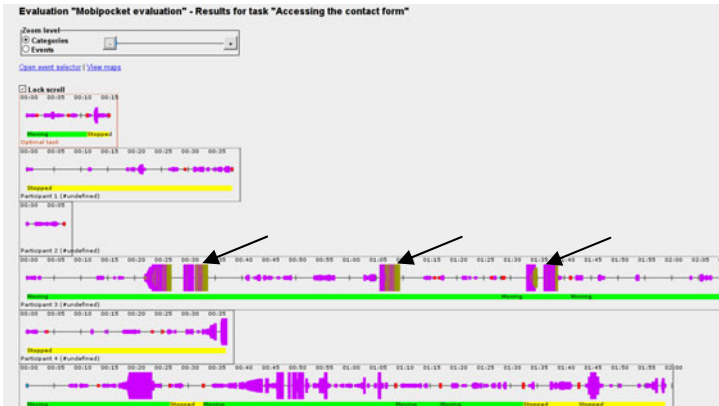 Evaluation "Mobipocket evaluation" - Results for task "Accessing the contact form"
Zoom level
Categories
Events
- +
Open event selector | View maps
Lock scroll
00:00 00:05 00:10 00:15
Moving Stopped
Optimal task
00:00 00:05 00:10 00:15 00:20 00:25 00:30 00:35
Stopped
Participant 1 (#undefined)
00:00 00:05
Participant 2 (#undefined)
00:00 00:05 00:10 00:15 00:20 00:25 00:30 00:35 00:40 00:45 00:50 00:55 01:00 01:05 01:10 01:15 01:20 01:25 01:30 01:35 01:40 01:45 01:50 01:55 02:00
Moving Moving Moving
Participant 3 (#undefined)
00:00 00:05 00:10 00:15 00:20 00:25 00:30 00:35
Stopped
Participant 4 (#undefined)
00:00 00:05 00:10 00:15 00:20 00:25 00:30 00:35 00:40 00:45 00:50 00:55 01:00 01:05 01:10 01:15 01:20 01:25 01:30 01:35 01:40 01:45 01:50 01:55 02:00
Moving Stopped Moving Moving Moving Stopped Stopped